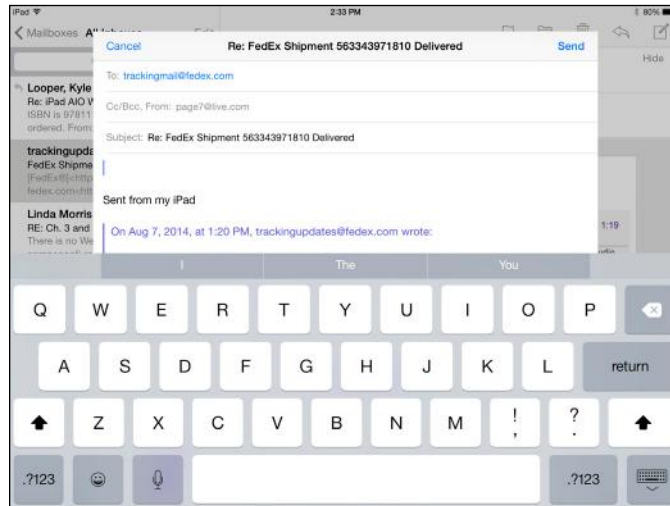 iPad 2:33 PM 80%
Mailboxes Edit
Hide
Cancel Re: FedEx Shipment 563343971810 Delivered Send
To: trackingmail@fedex.com
Cc/Bcc, From: page7@live.com
Subject: Re: FedEx Shipment 563343971810 Delivered
Sent from my iPad
On Aug 7, 2014, at 1:20 PM, trackingupdates@fedex.com wrote:
Looper, Kyle
Re: iPad AIO
ISBN is 97811
ordered. From:
trackingupda
FedEx Shipme
[FedEx®]<http
fedex.com<htt
Linda Morris
RE: Ch. 3 and
There is no We
1:19
I The You
Q W E R T Y U I O P
A S D F G H J K L return
Z X C V B N M ! , ? .
.?123 .?123